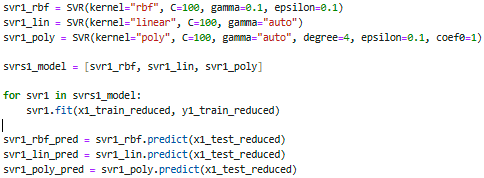 svr1_rbf = SVR(kernel="rbf", C=100, gamma=0.1, epsilon=0.1)
svr1_lin = SVR(kernel="linear", C=100, gamma="auto")
svr1_poly = SVR(kernel="poly", C=100, gamma="auto", degree=4, epsilon=0.1, coef0=1)
svrs1_model = [svr1_rbf, svr1_lin, svr1_poly]
for svr1 in svrs1_model:
    svr1.fit(x1_train_reduced, y1_train_reduced)
svr1_rbf_pred = svr1_rbf.predict(x1_test_reduced)
svr1_lin_pred = svr1_lin.predict(x1_test_reduced)
svr1_poly_pred = svr1_poly.predict(x1_test_reduced)